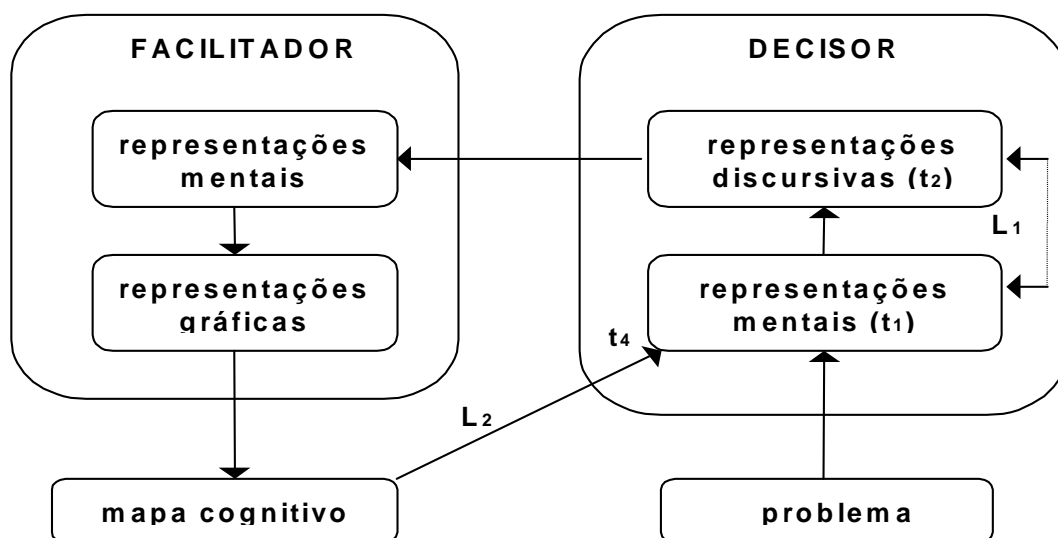 FACILITADOR
representações
mentais
representações
gráficas
mapa cognitivo
DECISOR
representações
discursivas (t₂)
L₁
representações
mentais (t₁)
t₄
L₂
problema